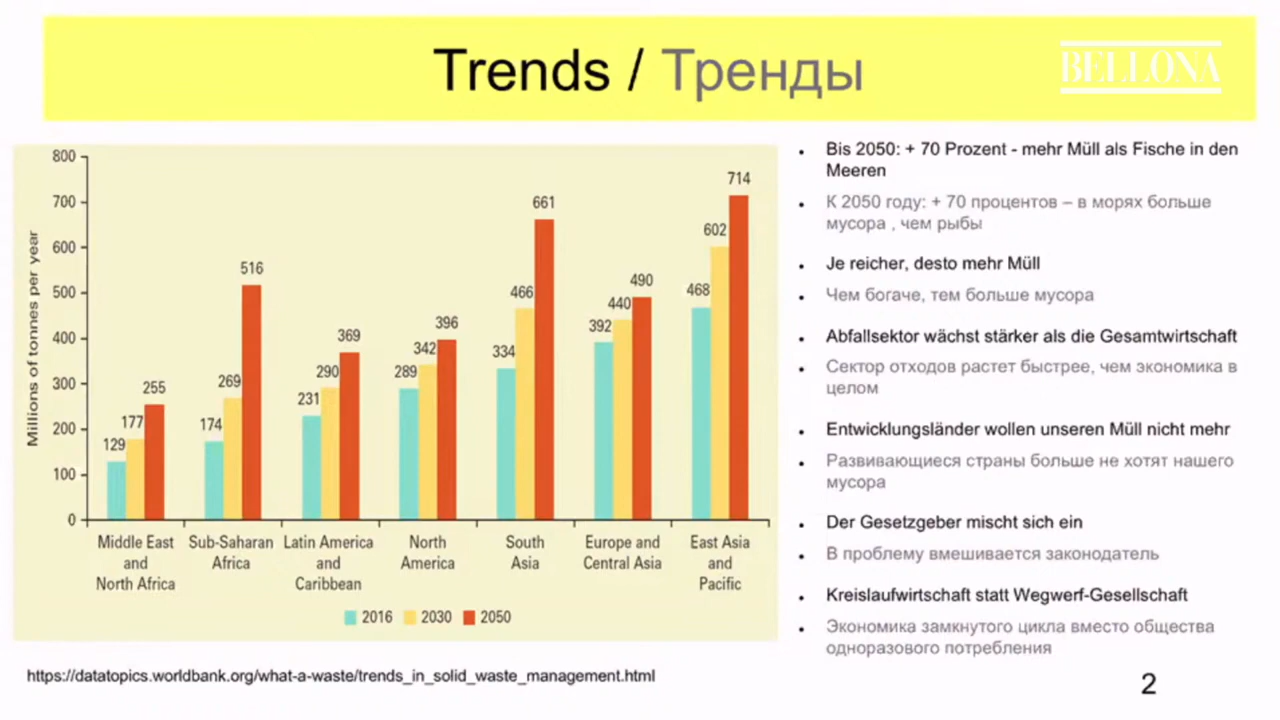 Trends / Тренды
BELLONA
Millions of tonnes per year
800
700
600
500
400
300
200
100
0
129
177
255
174
269
516
231
290
369
289
342
396
334
466
661
392
440
490
468
602
714
Middle East
and
North Africa
Sub-Saharan
Africa
Latin America
and
Caribbean
North
America
South
Asia
Europe and
Central Asia
East Asia
and
Pacific
2016 2030 2050
https://datatopics.worldbank.org/what-a-waste/trends_in_solid_waste_management.html
• Bis 2050: + 70 Prozent - mehr Müll als Fische in den
Meeren
• К 2050 году: + 70 процентов – в морях больше
мусора , чем рыбы
• Je reicher, desto mehr Müll
• Чем богаче, тем больше мусора
• Abfallsektor wächst stärker als die Gesamtwirtschaft
• Сектор отходов растет быстрее, чем экономика в
целом
• Entwicklungsländer wollen unseren Müll nicht mehr
• Развивающиеся страны больше не хотят нашего
мусора
• Der Gesetzgeber mischt sich ein
• В проблему вмешивается законодатель
• Kreislaufwirtschaft statt Wegwerf-Gesellschaft
• Экономика замкнутого цикла вместо общества
одноразового потребления
2